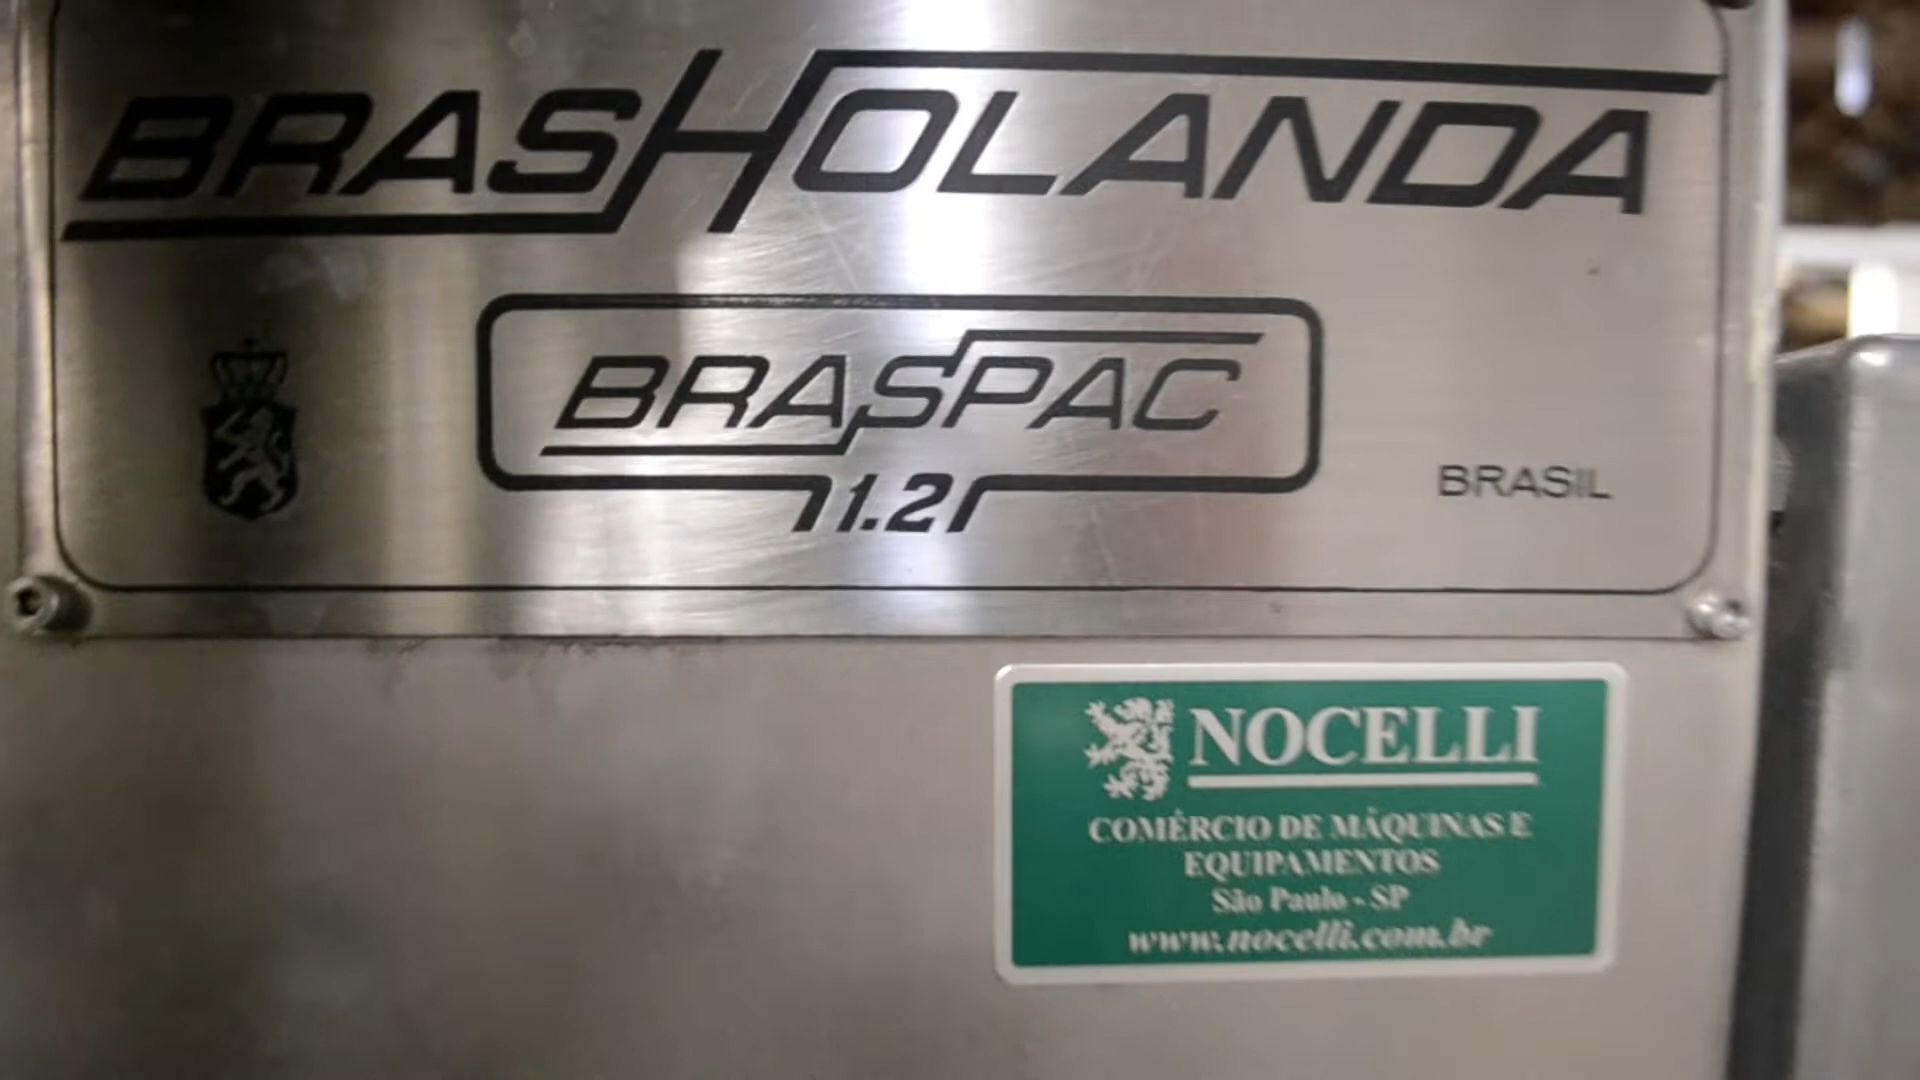 BRASHOLANDA
BRASPAC
1.2
BRASIL
NOCELLI
COMÉRCIO DE MÁQUINAS E
EQUIPAMENTOS
São Paulo - SP
www.nocelli.com.br